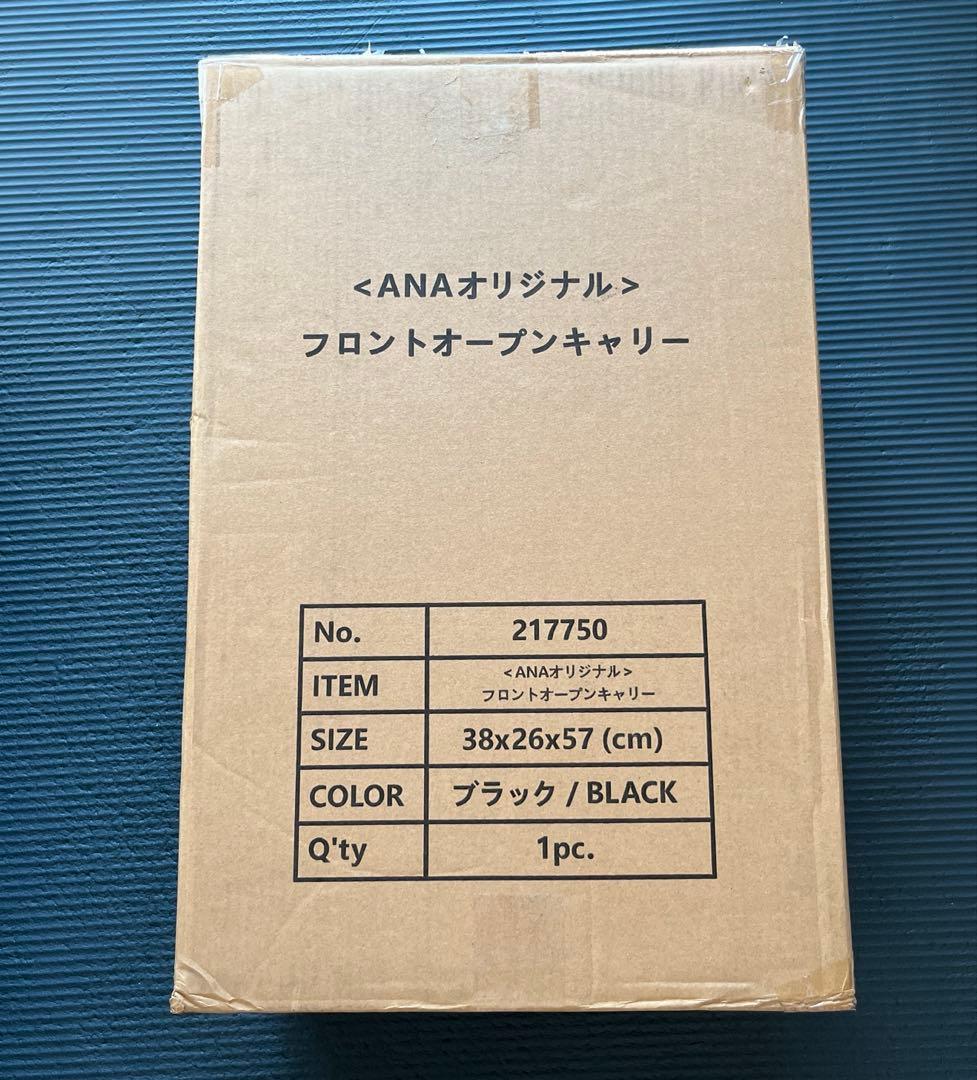 <ANAオリジナル>
フロントオープンキャリー
No. 217750
ITEM <ANAオリジナル>
フロントオープンキャリー
SIZE 38x26x57 (cm)
COLOR ブラック / BLACK
Q'ty 1pc.